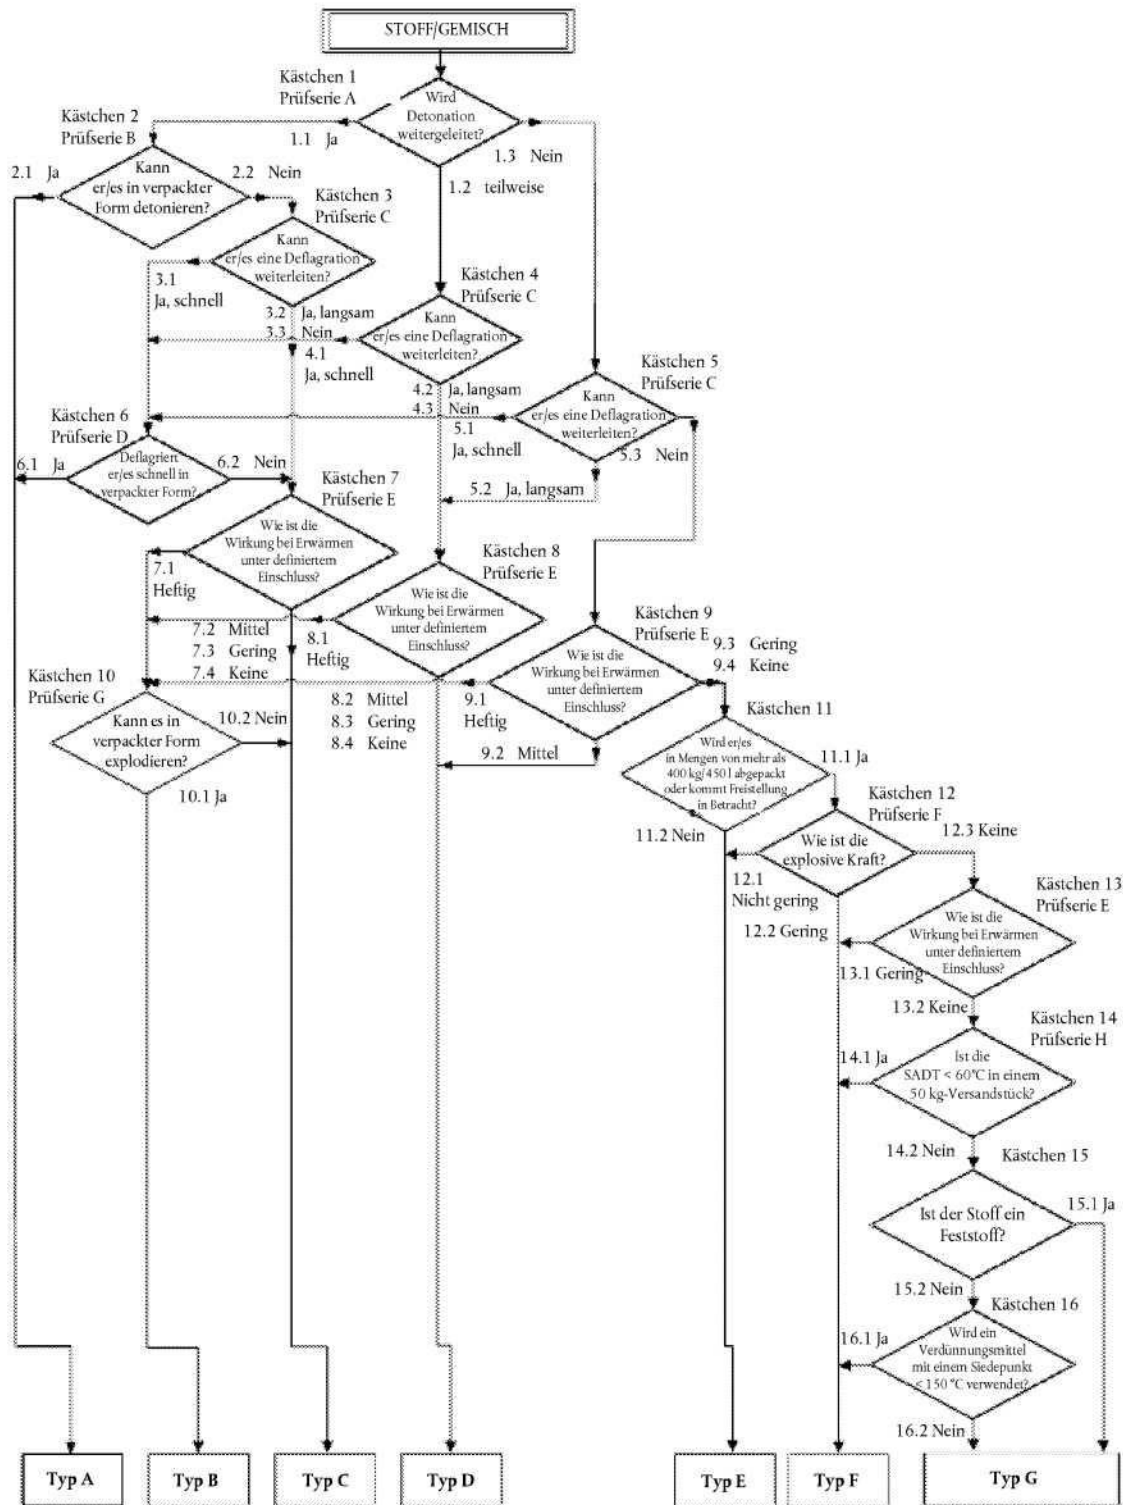 STOFF/GEMISCH
Kästchen 1
Prüfserie A
Wird
Detonation
weitergeleitet?
1.1 Ja
1.2 teilweise
1.3 Nein
Kästchen 2
Prüfserie B
Kann
er/es in verpackter
Form detonieren?
2.1 Ja
2.2 Nein
Kästchen 3
Prüfserie C
Kann
er/es eine Deflagration
weiterleiten?
3.1
Ja, schnell
3.2 Ja, langsam
3.3 Nein
Kästchen 4
Prüfserie C
Kann
er/es eine Deflagration
weiterleiten?
4.1
Ja, schnell
4.2 Ja, langsam
4.3 Nein
Kästchen 5
Prüfserie C
Kann
er/es eine Deflagration
weiterleiten?
5.1
Ja, schnell
5.2 Ja, langsam
5.3 Nein
Kästchen 6
Prüfserie D
Deflagriert
er/es schnell in
verpackter Form?
6.1 Ja
6.2 Nein
Kästchen 7
Prüfserie E
Wie ist die
Wirkung bei Erwärmen
unter definiertem
Einschluss?
7.1
Heftig
7.2 Mittel
7.3 Gering
7.4 Keine
Kästchen 8
Prüfserie E
Wie ist die
Wirkung bei Erwärmen
unter definiertem
Einschluss?
8.1
Heftig
8.2 Mittel
8.3 Gering
8.4 Keine
Kästchen 9
Prüfserie E
Wie ist die
Wirkung bei Erwärmen
unter definiertem
Einschluss?
9.1
Heftig
9.2 Mittel
9.3 Gering
9.4 Keine
Kästchen 10
Prüfserie G
Kann es in
verpackter Form
explodieren?
10.1 Ja
10.2 Nein
Kästchen 11
Wird er/es
in Mengen von mehr als
400 kg/450 l abgepackt
oder kommt Freistellung
in Betracht?
11.1 Ja
11.2 Nein
Kästchen 12
Prüfserie F
Wie ist die
explosive Kraft?
12.1
Nicht gering
12.2 Gering
12.3 Keine
Kästchen 13
Prüfserie E
Wie ist die
Wirkung bei Erwärmen
unter definiertem
Einschluss?
13.1 Gering
13.2 Keine
Kästchen 14
Prüfserie H
Ist die
SADT < 60°C in einem
50 kg-Versandstück?
14.1 Ja
14.2 Nein
Kästchen 15
Ist der Stoff ein
Feststoff?
15.1 Ja
15.2 Nein
Kästchen 16
Wird ein
Verdünnungsmittel
mit einem Siedepunkt
< 150 °C verwendet?
16.1 Ja
16.2 Nein
Typ A
Typ B
Typ C
Typ D
Typ E
Typ F
Typ G